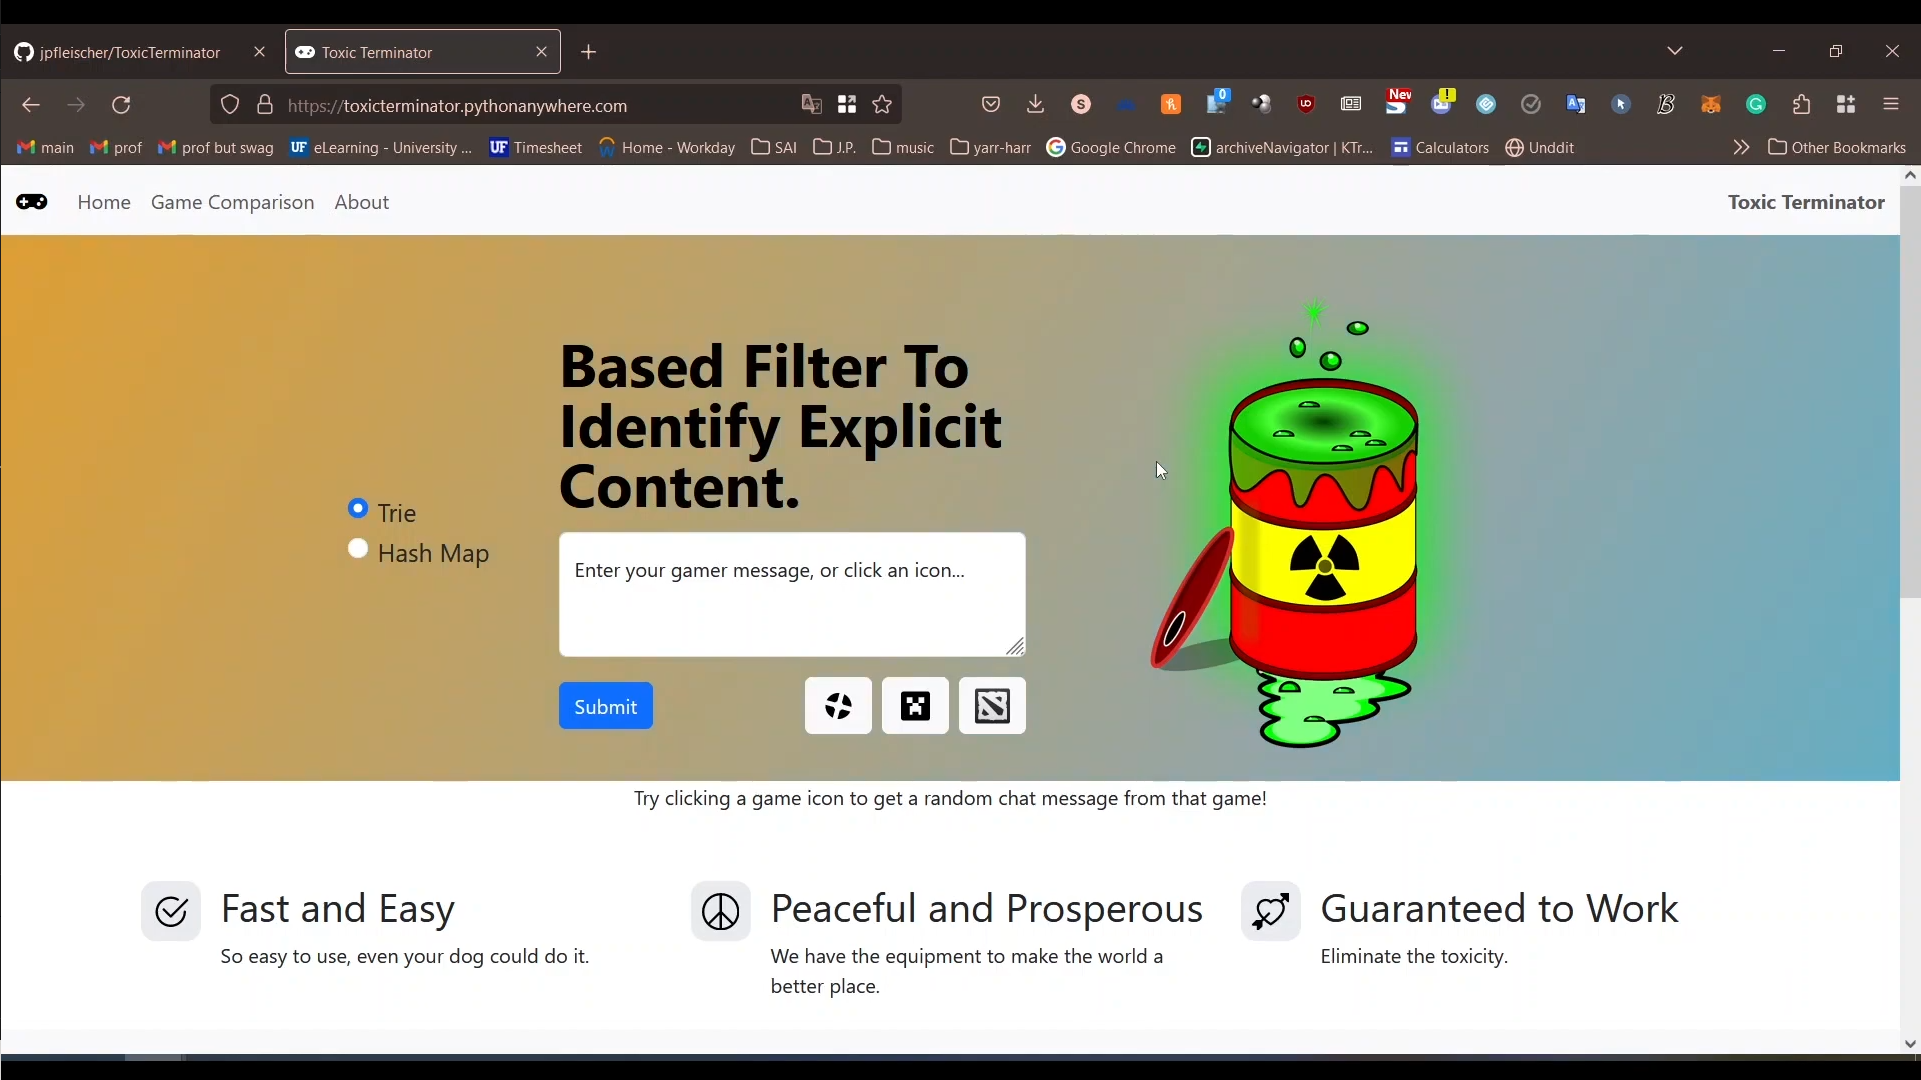 jpfleischer/ToxicTerminator
Toxic Terminator
https://toxicterminator.pythonanywhere.com
0
New
!
main
prof
prof but swag
UF eLearning - University ...
UF Timesheet
Home - Workday
SAI
J.P.
music
yarr-harr
Google Chrome
archiveNavigator | KTr...
Calculators
Unddit
Other Bookmarks
Home
Game Comparison
About
Toxic Terminator
Based Filter To
Identify Explicit
Content.
Trie
Hash Map
Enter your gamer message, or click an icon...
Submit
Try clicking a game icon to get a random chat message from that game!
Fast and Easy
So easy to use, even your dog could do it.
Peaceful and Prosperous
We have the equipment to make the world a
better place.
Guaranteed to Work
Eliminate the toxicity.